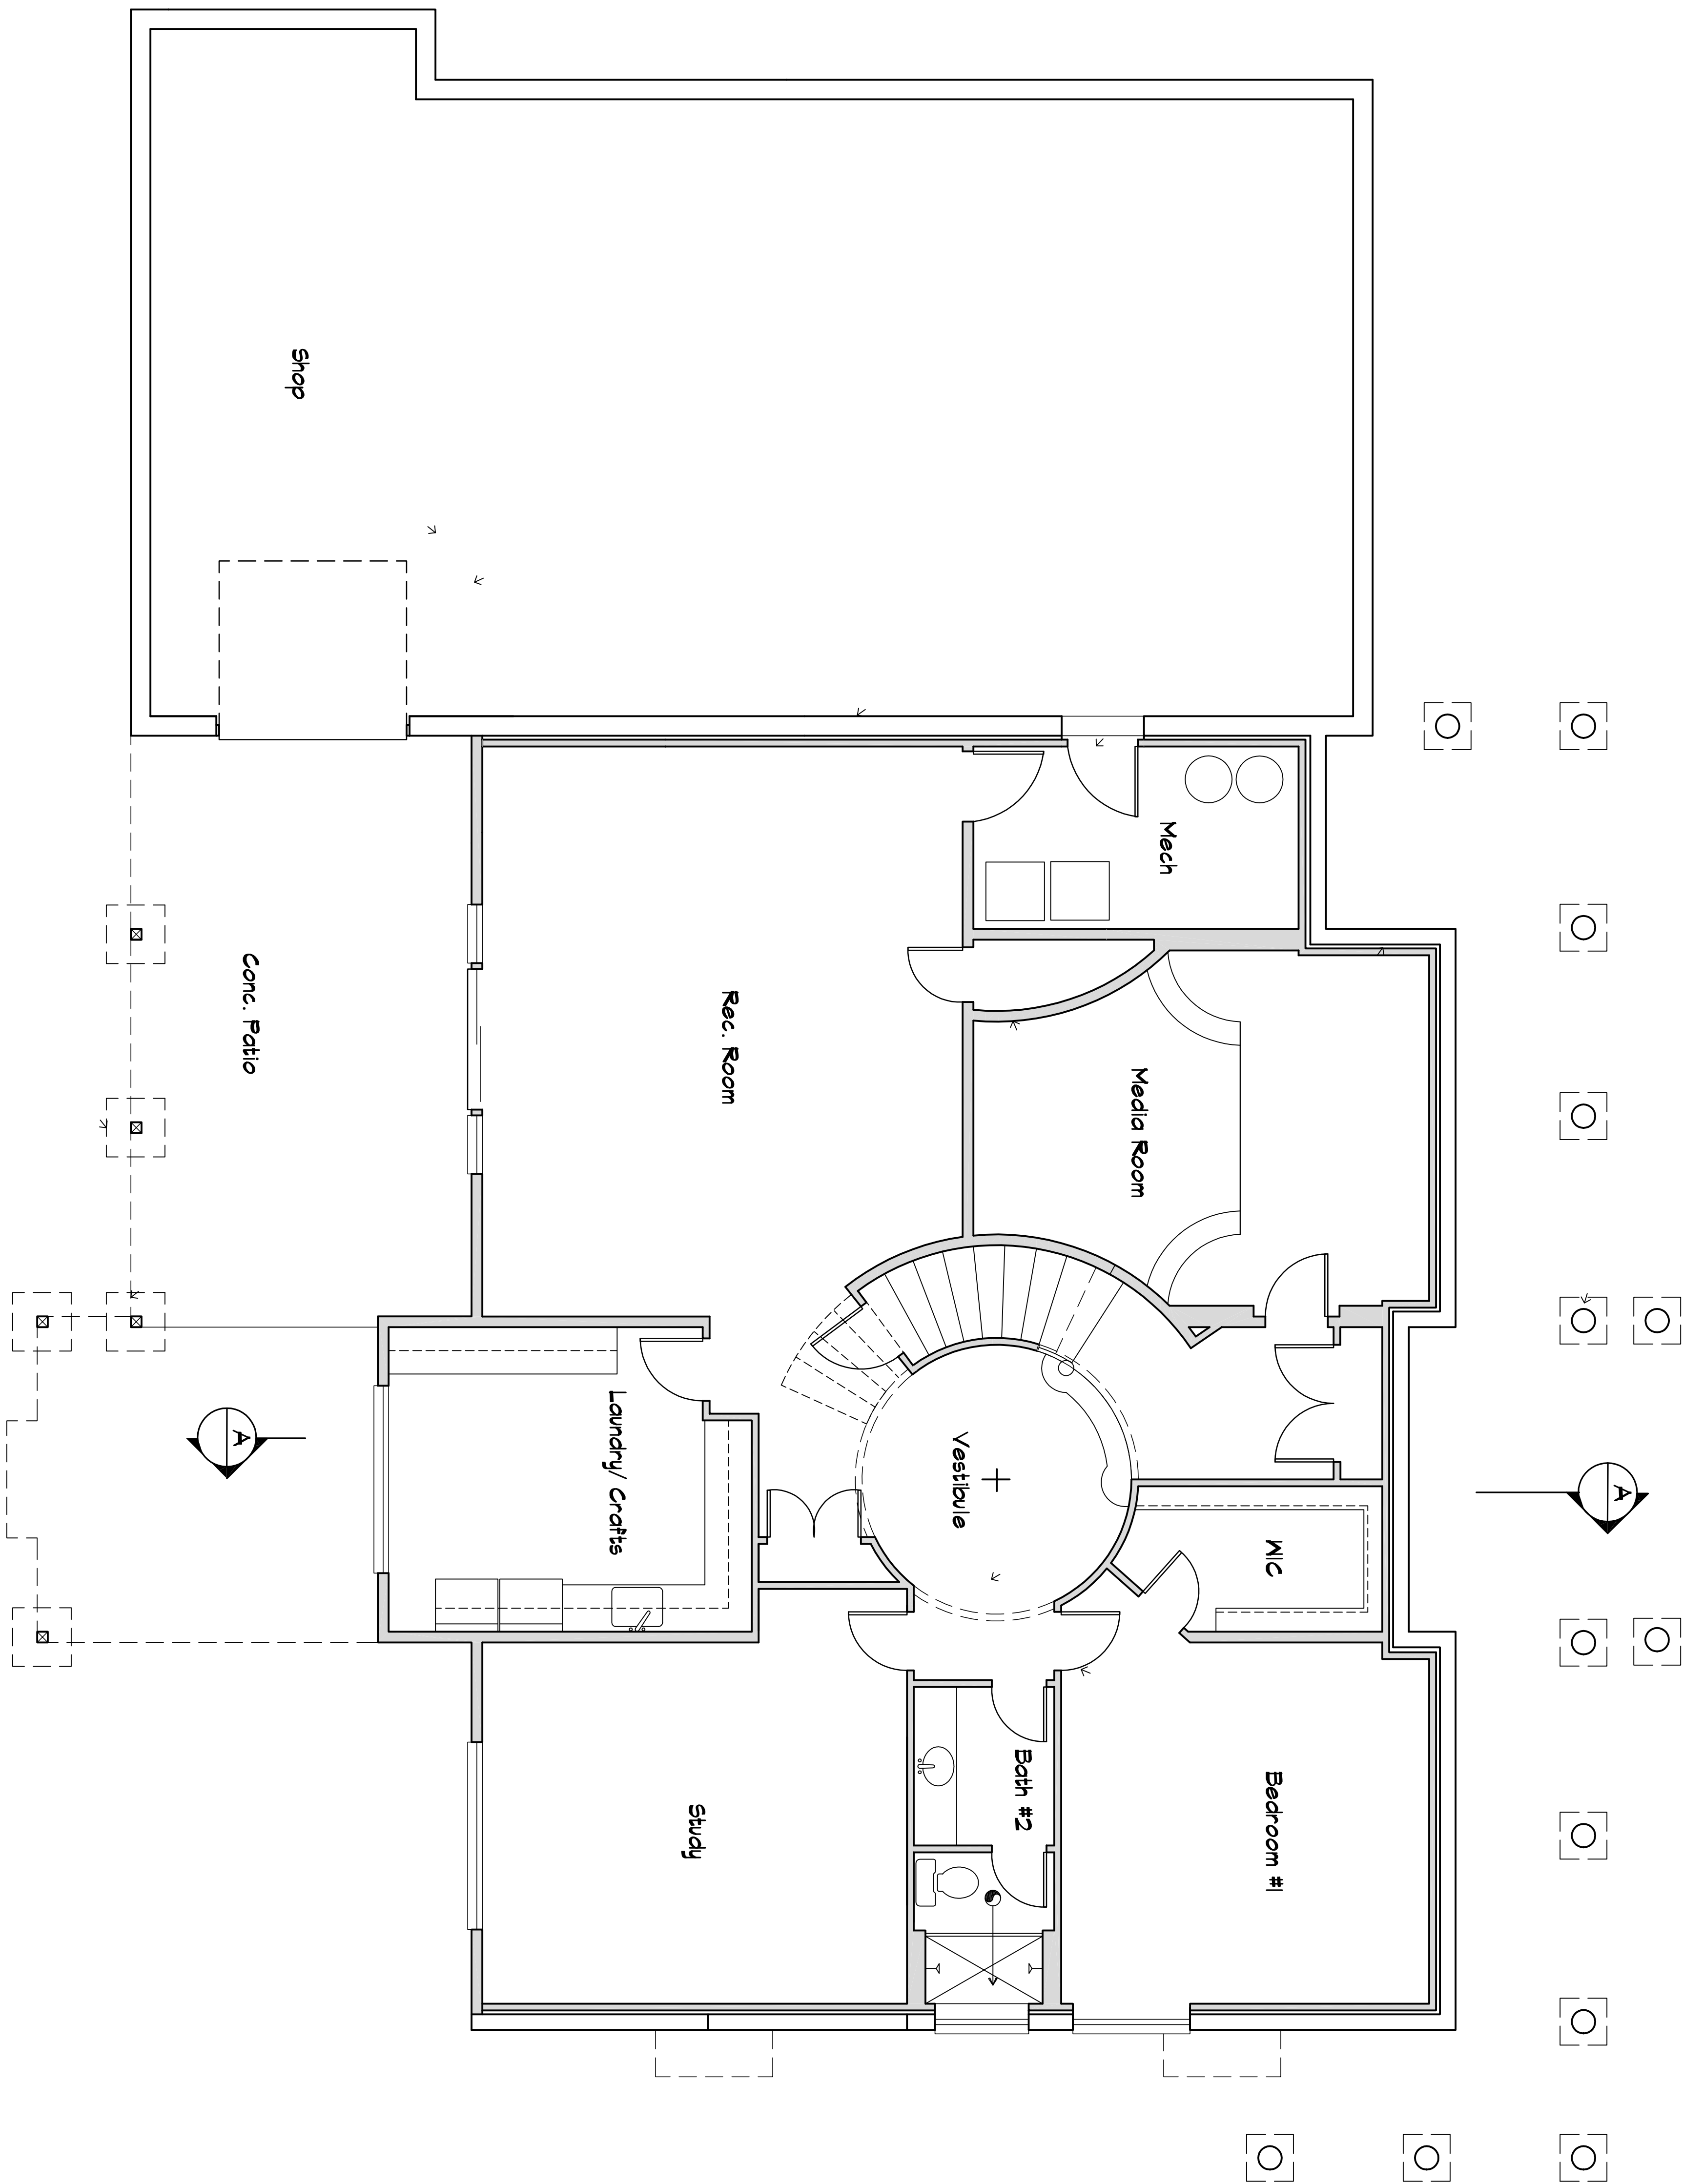 Shop
Mech
Conc. Patio
Rec. Room
Media Room
Laundry/ Crafts
Vestibule
WIC
A
A
Study
Bath #2
Bedroom #1